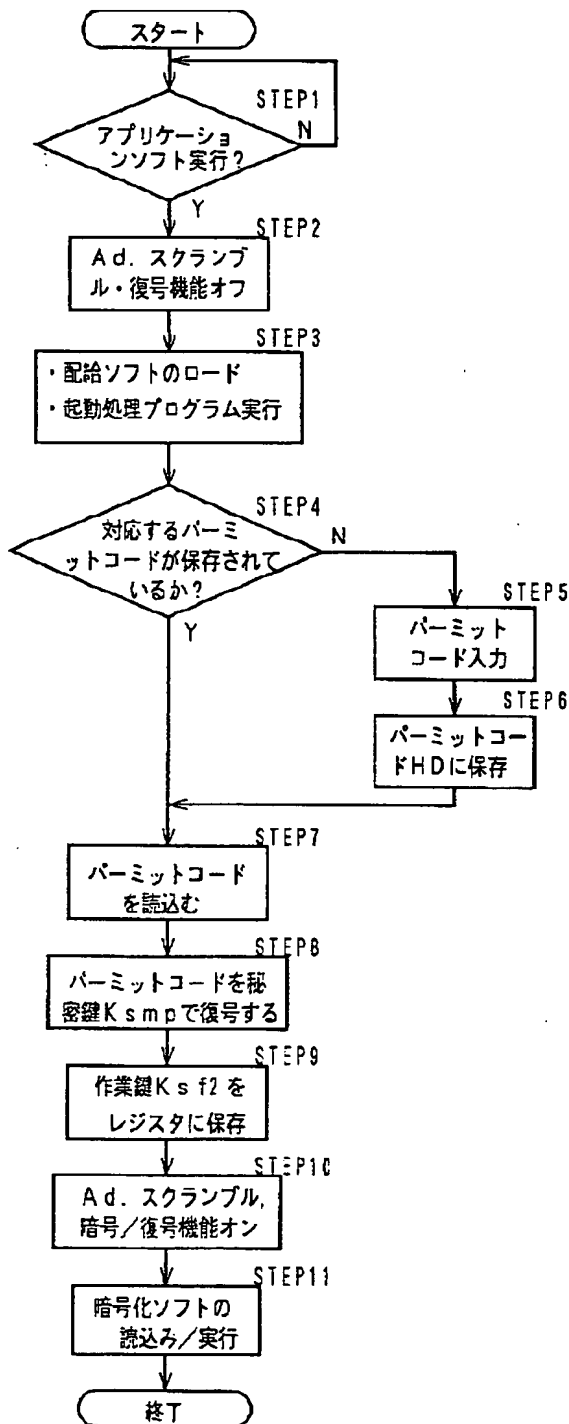 スタート
STEP1
アプリケーショ
ンソフト実行?
N
Y
STEP2
Ad. スクランブ
ル・復号機能オフ
STEP3
・配給ソフトのロード
・起動処理プログラム実行
STEP4
対応するパーミ
ットコードが保存されて
いるか?
N
Y
STEP5
パーミット
コード入力
STEP6
パーミットコー
ドHDに保存
STEP7
パーミットコード
を読込む
STEP8
パーミットコードを秘
密鍵Ksmpで復号する
STEP9
作業鍵Ksf2を
レジスタに保存
STEP10
Ad. スクランブル,
暗号/復号機能オン
STEP11
暗号化ソフトの
読込み/実行
終了